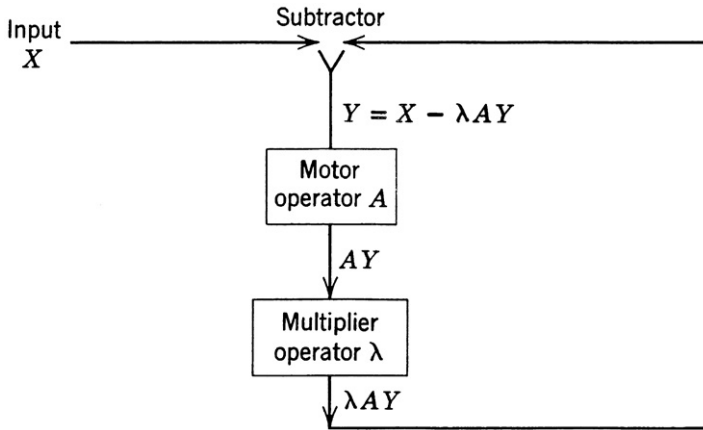 Subtractor
Input
X
Y = X − λAY
Motor
operator A
AY
Multiplier
operator λ
λAY